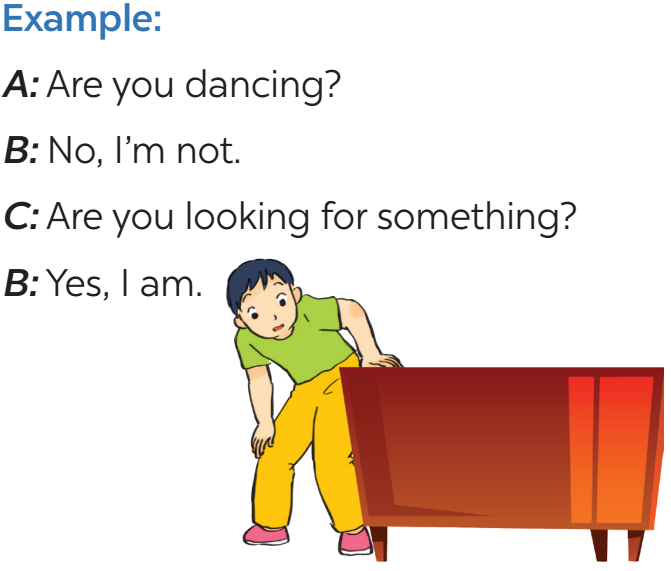 Example:
A: Are you dancing?
B: No, I’m not.
C: Are you looking for something?
B: Yes, I am.